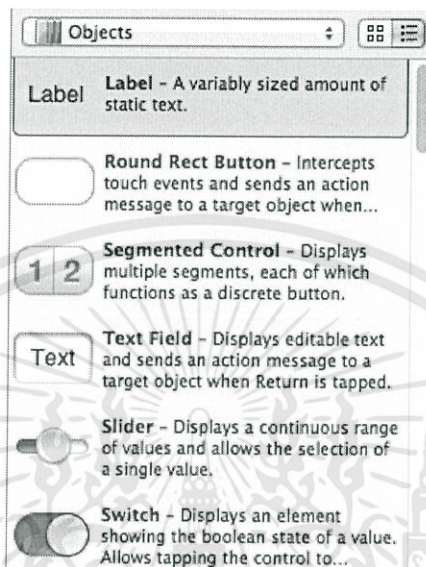 Objects
Label
Label – A variably sized amount of
static text.
Round Rect Button – Intercepts
touch events and sends an action
message to a target object when...
1 2
Segmented Control – Displays
multiple segments, each of which
functions as a discrete button.
Text
Text Field – Displays editable text
and sends an action message to a
target object when Return is tapped.
Slider – Displays a continuous range
of values and allows the selection of
a single value.
Switch – Displays an element
showing the boolean state of a value.
Allows tapping the control to...